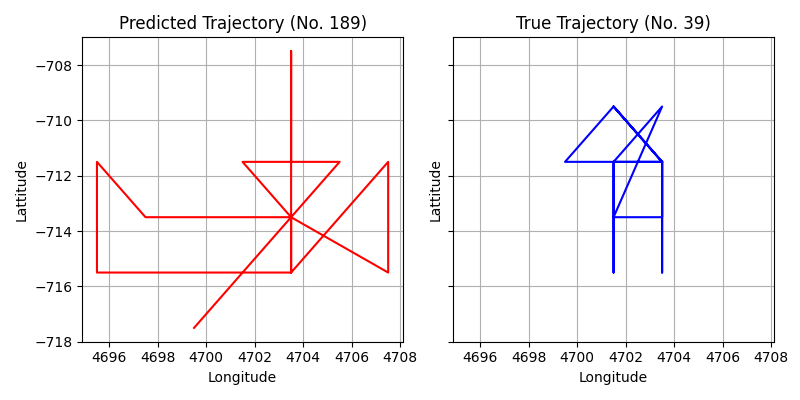 Predicted Trajectory (No. 189)
True Trajectory (No. 39)
Lattitude
−708
−710
−712
−714
−716
−718
4696 4698 4700 4702 4704 4706 4708
Longitude
Lattitude
4696 4698 4700 4702 4704 4706 4708
Longitude